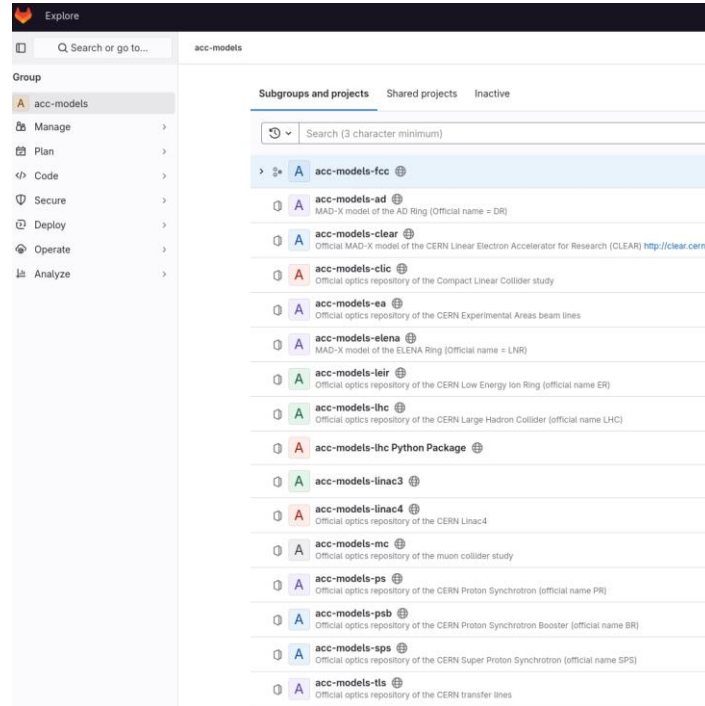 Explore
Search or go to...
acc-models
Group
A acc-models
Manage
Plan
Code
Secure
Deploy
Operate
Analyze
Subgroups and projects Shared projects Inactive
Search (3 character minimum)
A acc-models-fcc
A acc-models-ad
MAD-X model of the AD Ring (Official name = DR)
A acc-models-clear
Official MAD-X model of the CERN Linear Electron Accelerator for Research (CLEAR) http://clear.cern
A acc-models-clic
Official optics repository of the Compact Linear Collider study
A acc-models-ea
Official optics repository of the CERN Experimental Areas beam lines
A acc-models-elena
MAD-X model of the ELENA Ring (Official name = LNR)
A acc-models-leir
Official optics repository of the CERN Low Energy Ion Ring (official name ER)
A acc-models-lhc
Official optics repository of the CERN Large Hadron Collider (official name LHC)
A acc-models-lhc Python Package
A acc-models-linac3
A acc-models-linac4
Official optics repository of the CERN Linac4
A acc-models-mc
Official optics repository of the muon collider study
A acc-models-ps
Official optics repository of the CERN Proton Synchrotron (official name PR)
A acc-models-psb
Official optics repository of the CERN Proton Synchrotron Booster (official name BR)
A acc-models-sps
Official optics repository of the CERN Super Proton Synchrotron (official name SPS)
A acc-models-tls
Official optics repository of the CERN transfer lines